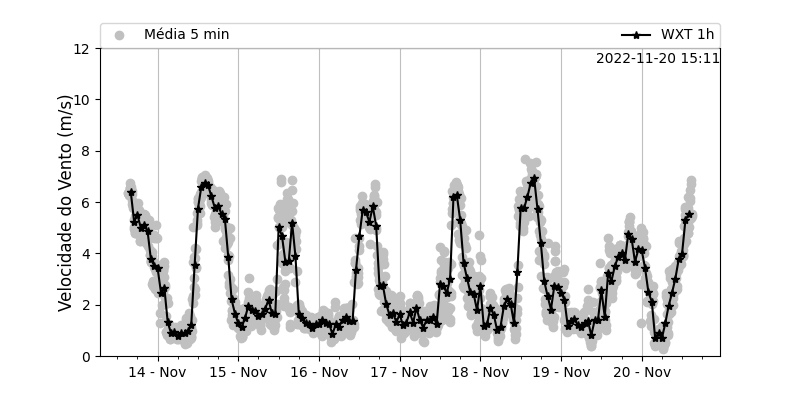 Média 5 min
WXT 1h
2022-11-20 15:11
Velocidade do Vento (m/s)
12
10
8
6
4
2
0
14 - Nov
15 - Nov
16 - Nov
17 - Nov
18 - Nov
19 - Nov
20 - Nov